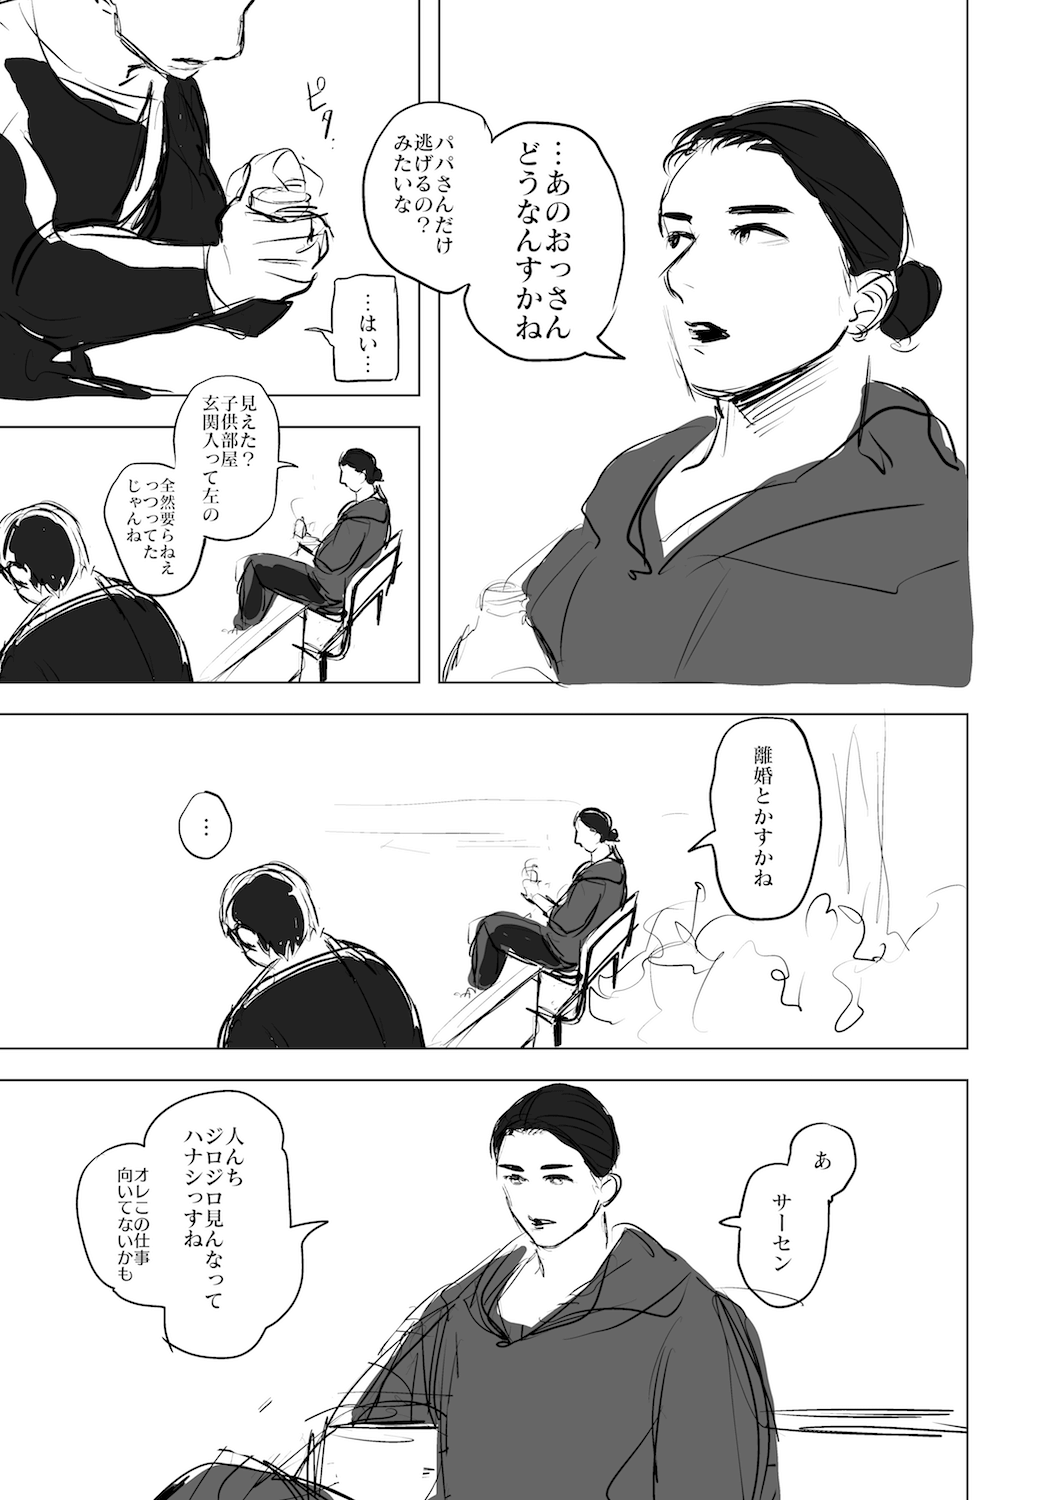 …あのおっさん
どうなんすかね
パパさんだけ
逃げるの？
みたいな
ピタ.
…はい…
見えた？
子供部屋
玄関入って左の
全然要らねえ
っつってた
じゃんね
離婚とかすかね
…
あ
サーセン
人んち
ジロジロ見んなって
ハナシっすね
オレこの仕事
向いてないかも